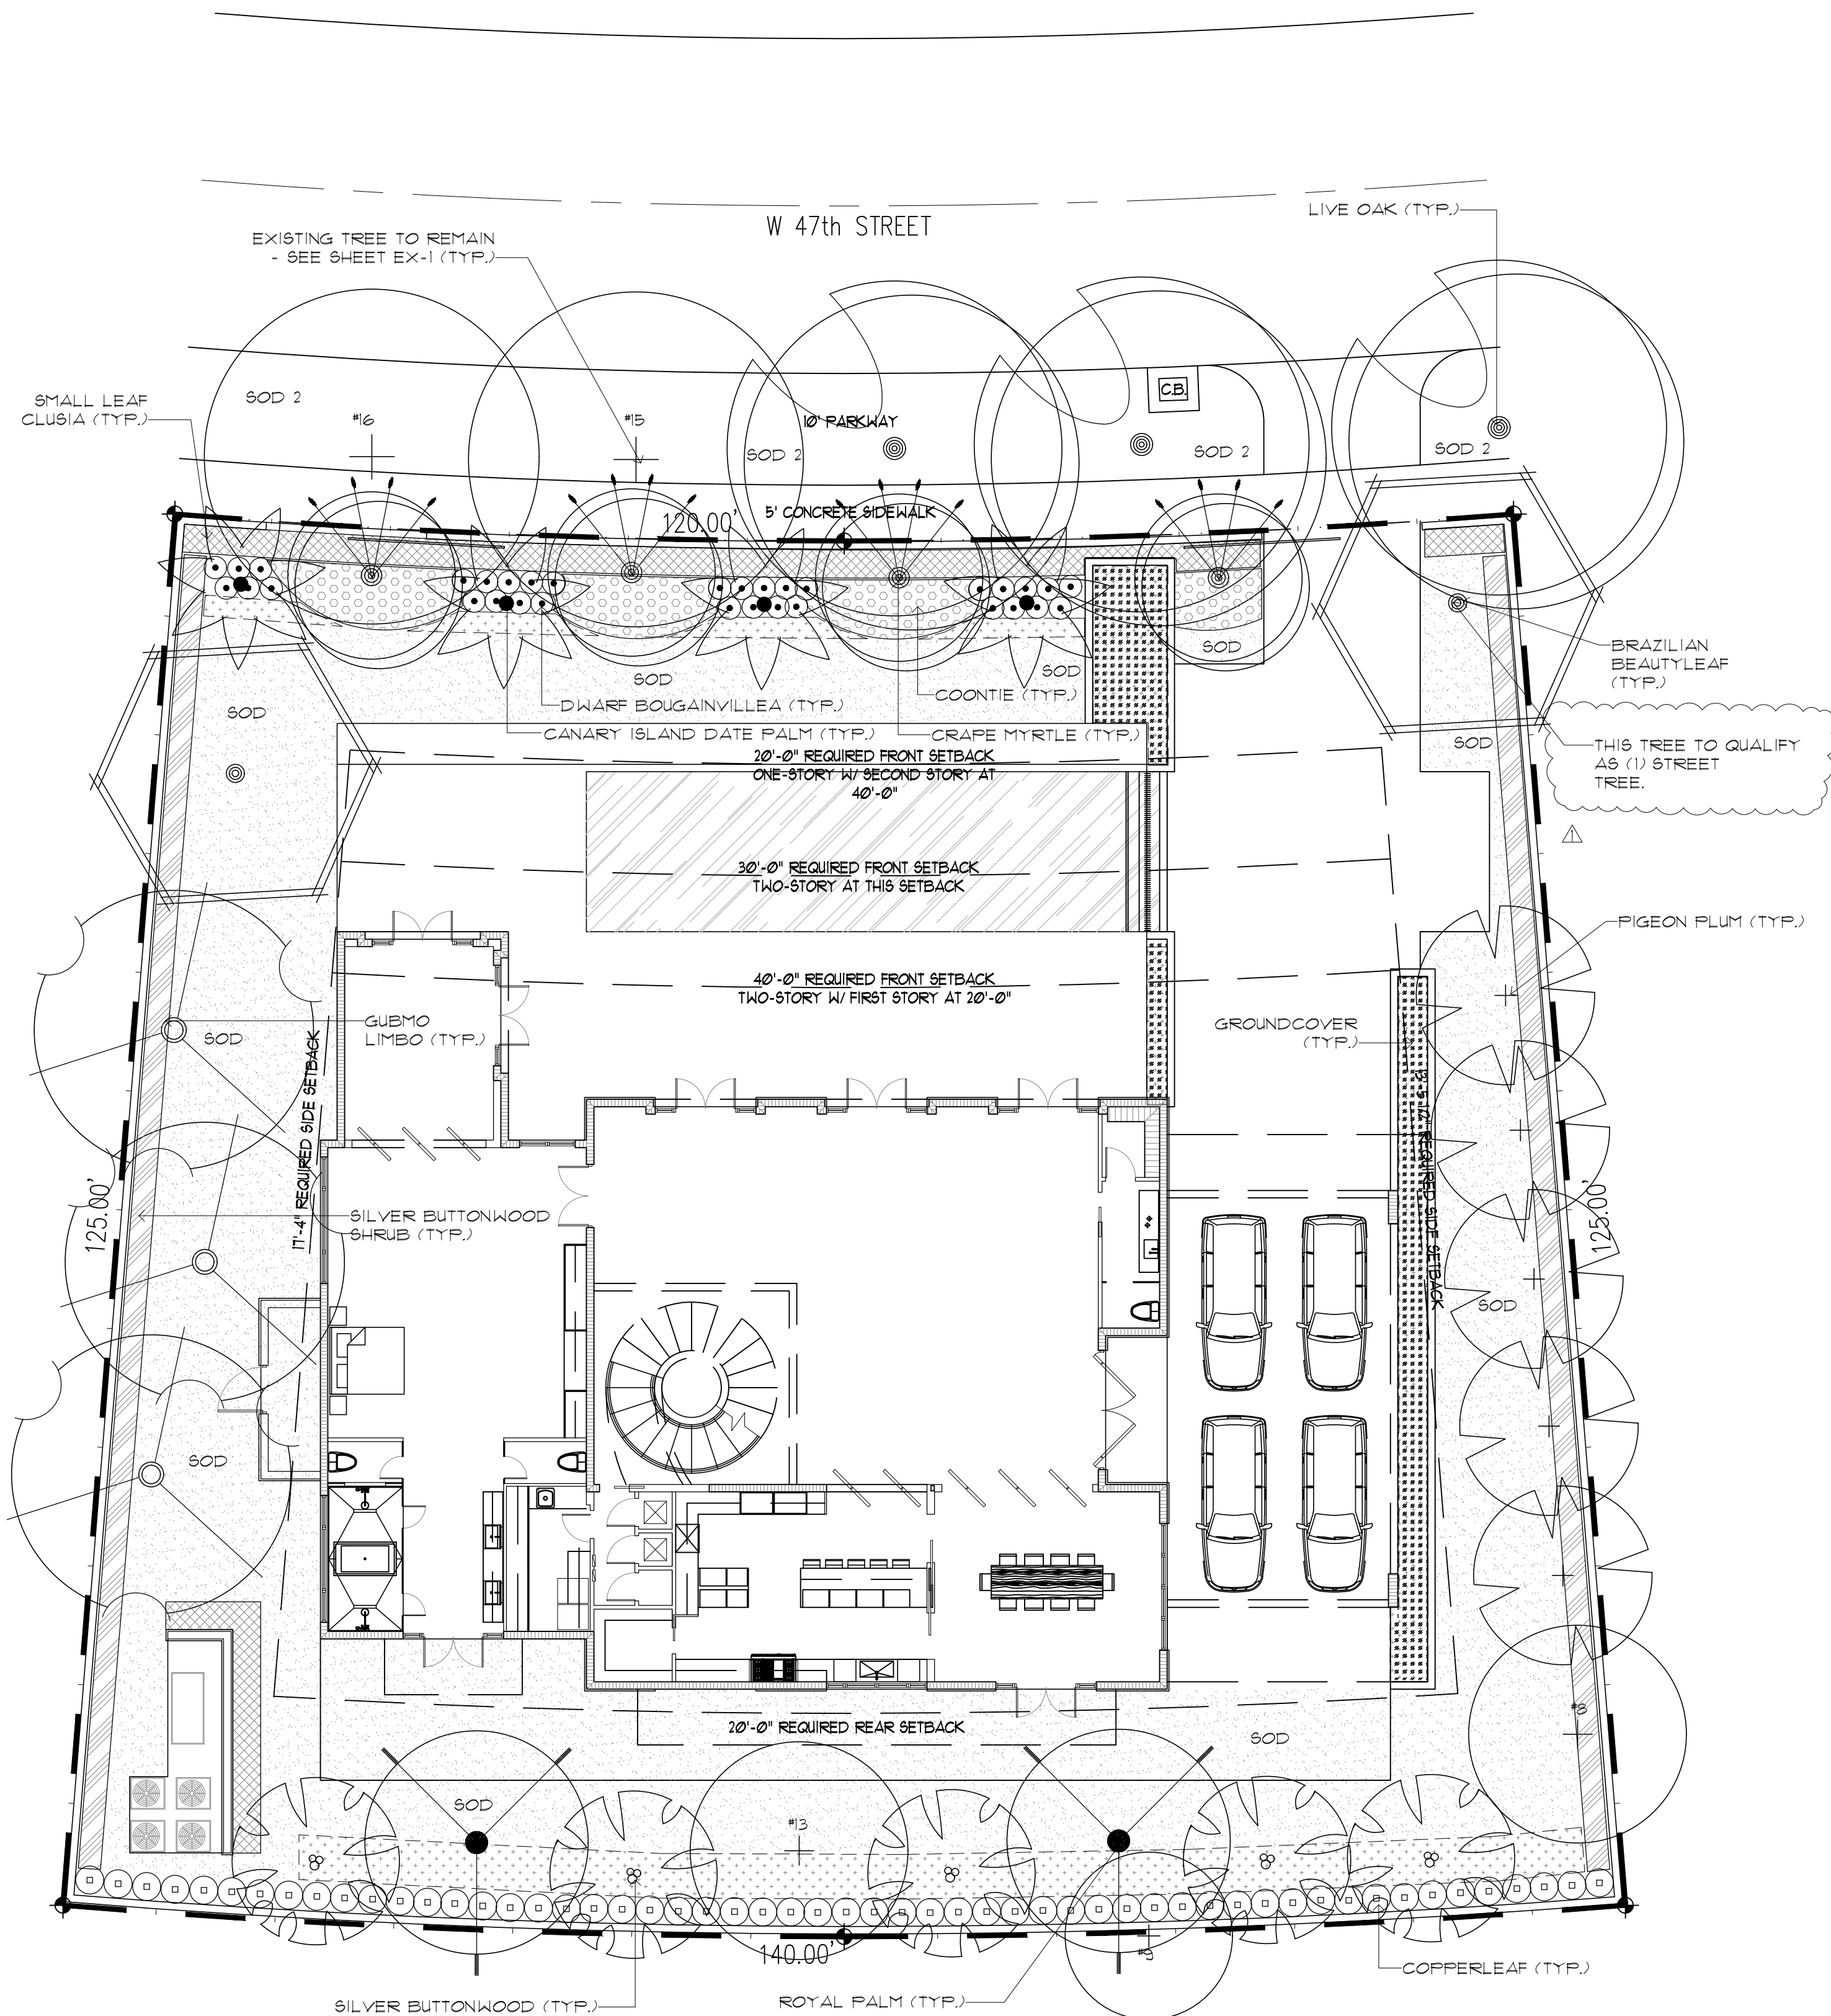 W 47th STREET
LIVE OAK (TYP.)
EXISTING TREE TO REMAIN
- SEE SHEET EX-1 (TYP.)
SMALL LEAF
CLUSIA (TYP.)
SOD 2
#16
#15
10' PARKWAY
SOD 2
C.B.
SOD 2
SOD 2
120.00'
5' CONCRETE SIDEWALK
BRAZILIAN
BEAUTYLEAF
(TYP.)
SOD
SOD
SOD
SOD
COONTIE (TYP.)
DWARF BOUGAINVILLEA (TYP.)
CANARY ISLAND DATE PALM (TYP.)
CRAPE MYRTLE (TYP.)
SOD
THIS TREE TO QUALIFY
AS (1) STREET
TREE.
1
20'-0" REQUIRED FRONT SETBACK
ONE-STORY W/ SECOND STORY AT
40'-0"
30'-0" REQUIRED FRONT SETBACK
TWO-STORY AT THIS SETBACK
PIGEON PLUM (TYP.)
40'-0" REQUIRED FRONT SETBACK
TWO-STORY W/ FIRST STORY AT 20'-0"
GUBMO
LIMBO (TYP.)
SOD
GROUNDCOVER
(TYP.)
17'-4" REQUIRED SIDE SETBACK
REQUIRED SIDE SETBACK
125.00'
125.00'
SILVER BUTTONWOOD
SHRUB (TYP.)
SOD
SOD
20'-0" REQUIRED REAR SETBACK
SOD
#8
SOD
#13
140.00'
#9
COPPERLEAF (TYP.)
SILVER BUTTONWOOD (TYP.)
ROYAL PALM (TYP.)